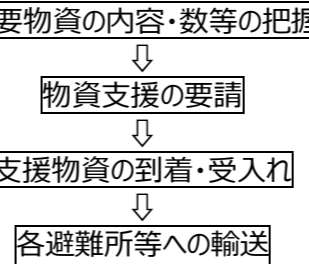 要物資の内容・数等の把握
⇩
物資支援の要請
⇩
支援物資の到着・受入れ
⇩
各避難所等への輸送